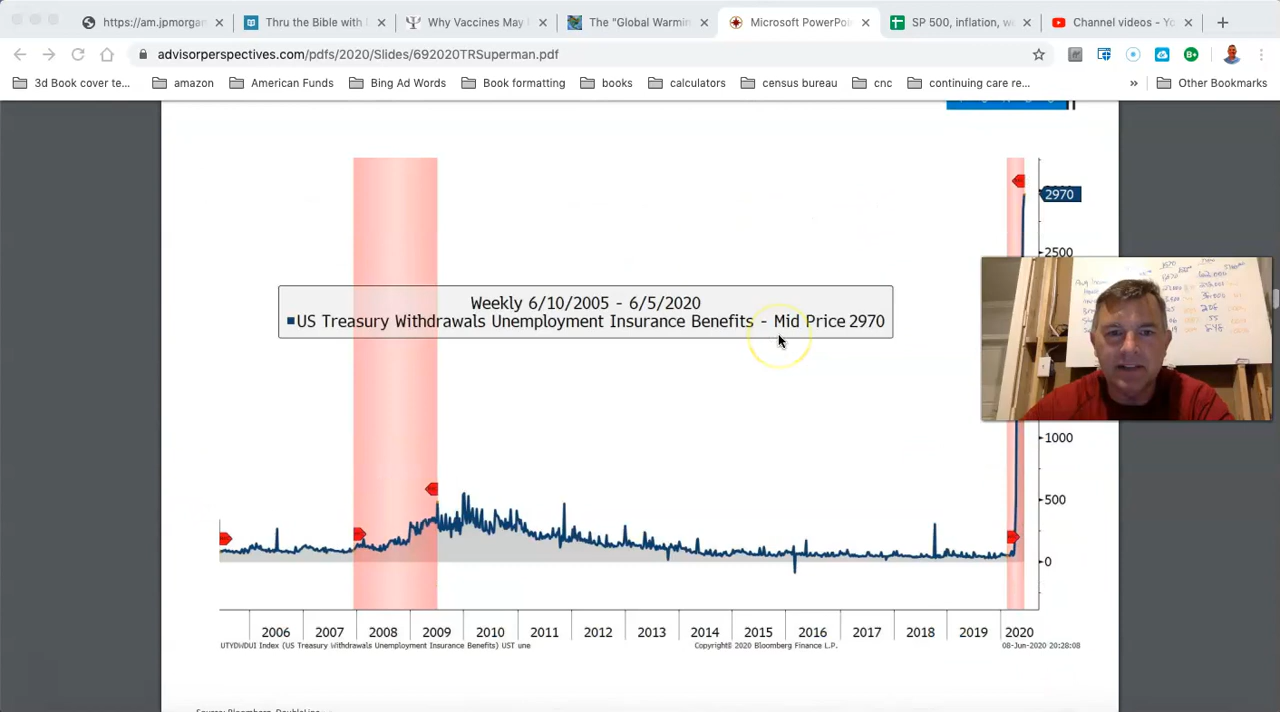 https://am.jpmorgan
Thru the Bible with
Why Vaccines May
The "Global Warmin
Microsoft PowerPoi
SP 500, inflation, w
Channel videos - Yo
advisorperspectives.com/pdfs/2020/Slides/692020TRSuperman.pdf
3d Book cover te...
amazon
American Funds
Bing Ad Words
Book formatting
books
calculators
census bureau
cnc
continuing care re...
»
Other Bookmarks
2970
2500
Weekly 6/10/2005 - 6/5/2020
US Treasury Withdrawals Unemployment Insurance Benefits - Mid Price 2970
1000
500
0
2006 2007 2008 2009 2010 2011 2012 2013 2014 2015 2016 2017 2018 2019 2020
UTYDWDUI Index (US Treasury Withdrawals Unemployment Insurance Benefits) UST une
Copyright© 2020 Bloomberg Finance L.P.
08-Jun-2020 20:28:08
Source: Bloomberg, DoubleLine